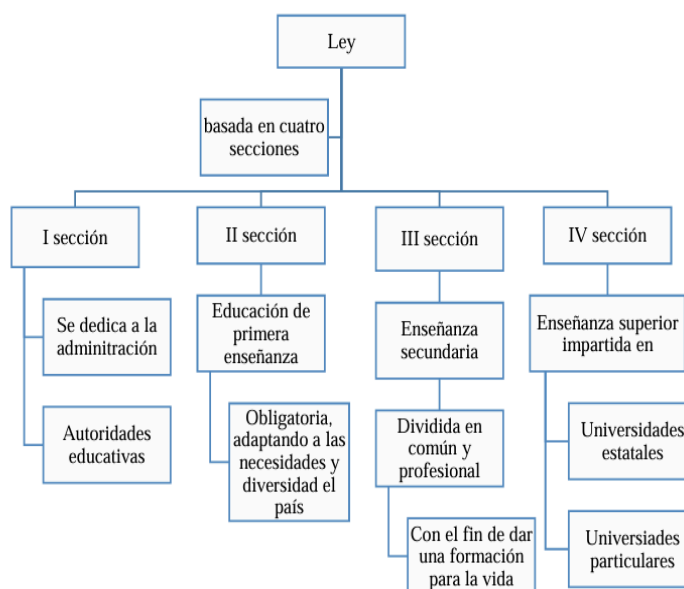 Ley
basada en cuatro
secciones
I sección
II sección
III sección
IV sección
Se dedica a la
adminitración
Autoridades
educativas
Educación de
primera
enseñanza
Obligatoria,
adaptando a las
necesidades y
diversidad el
país
Enseñanza
secundaria
Dividida en
común y
profesional
Con el fin de dar
una formación
para la vida
Enseñanza superior
impartida en
Universidades
estatales
Universiades
particulares